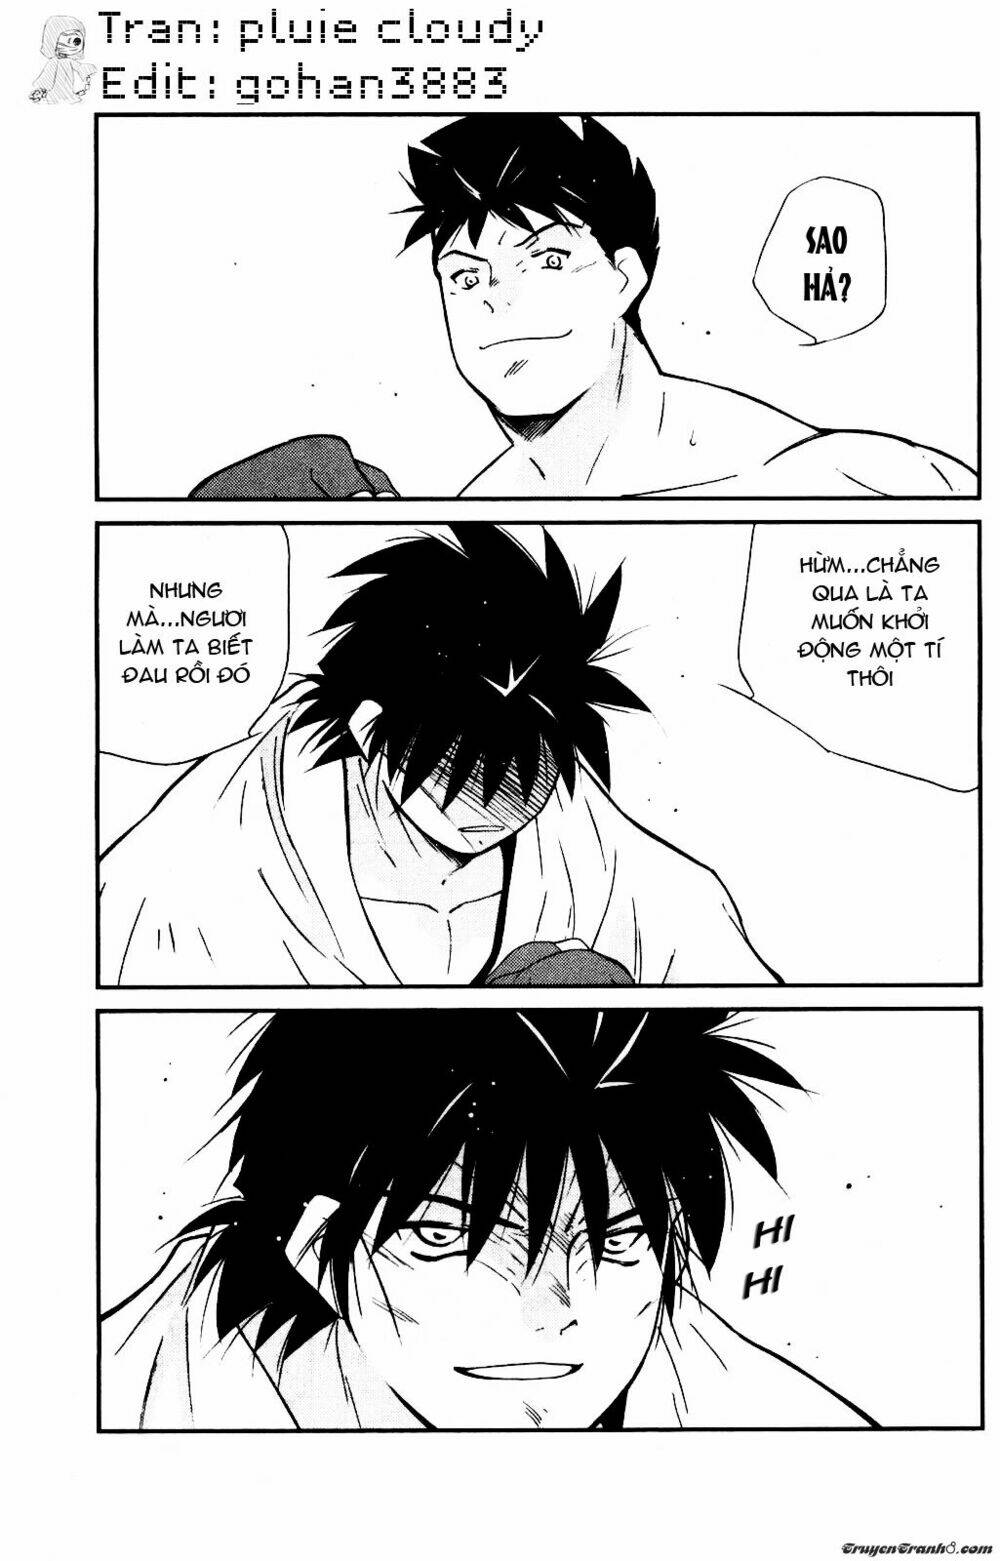 Tran: pluie cloudy
Edit: gohan3883
SAO
HẢ?
HỪM...CHẲNG
QUA LÀ TA
MUỐN KHỞI
ĐỘNG MỘT TÍ
THÔI
NHƯNG
MÀ...NGƯƠI
LÀM TA BIẾT
ĐAU RỒI ĐÓ
HI
HI
TruyenTranh8.com